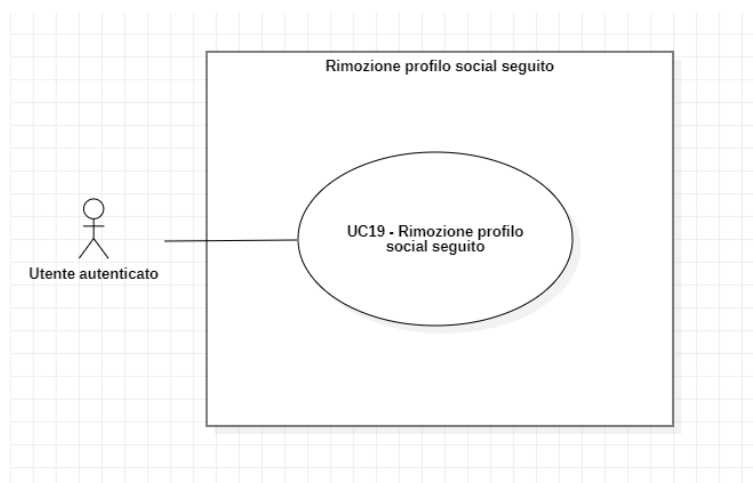 Rimozione profilo social seguito
UC19 - Rimozione profilo
social seguito
Utente autenticato